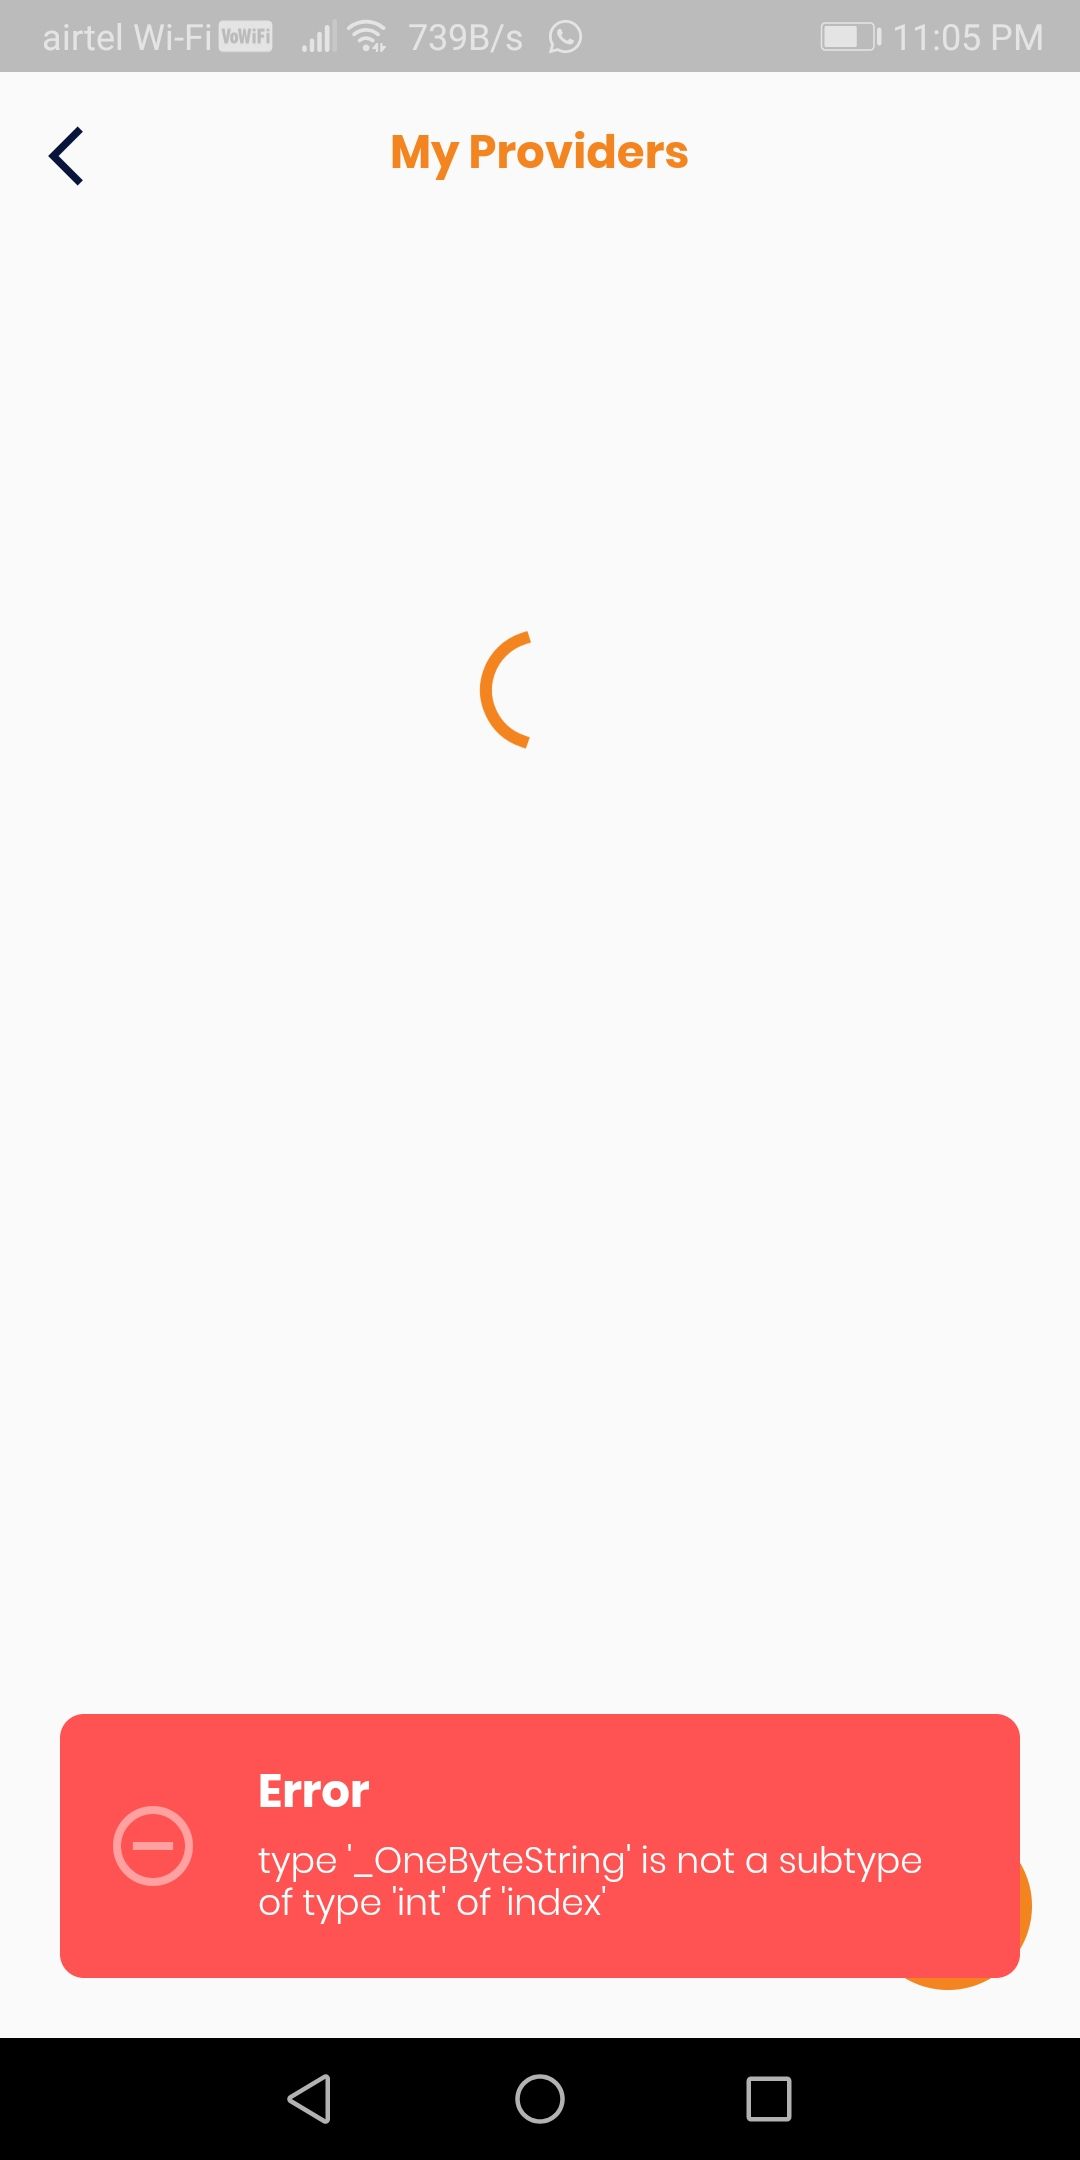 airtel Wi-Fi VoWiFi 739B/s 11:05 PM
My Providers
Error
type '_OneByteString' is not a subtype
of type 'int' of 'index'